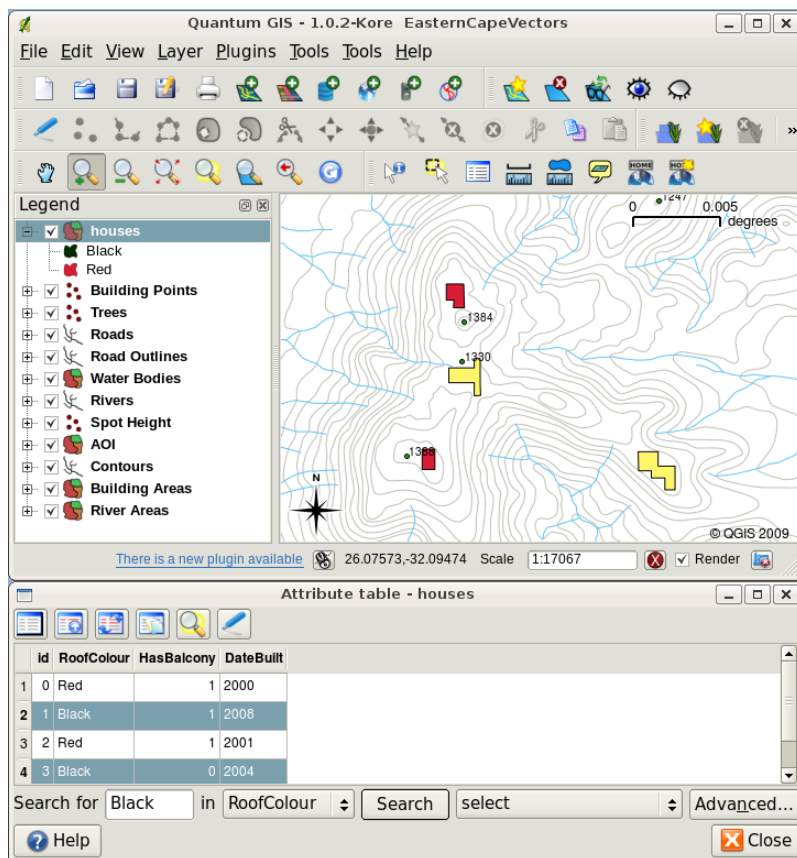 Quantum GIS - 1.0.2-Kore EasternCapeVectors
File Edit View Layer Plugins Tools Tools Help
»
HOME HOME
Legend
houses
Black
Red
Building Points
Trees
Roads
Road Outlines
Water Bodies
Rivers
Spot Height
AOI
Contours
Building Areas
River Areas
1247
0 0.005
degrees
1384
1330
1388
N
© QGIS 2009
There is a new plugin available 26.07573,-32.09474 Scale 1:17067 Render
Attribute table - houses
id RoofColour HasBalcony DateBuilt
1 0 Red 1 2000
2 1 Black 1 2008
3 2 Red 1 2001
4 3 Black 0 2004
Search for Black in RoofColour Search select Advanced...
Help Close